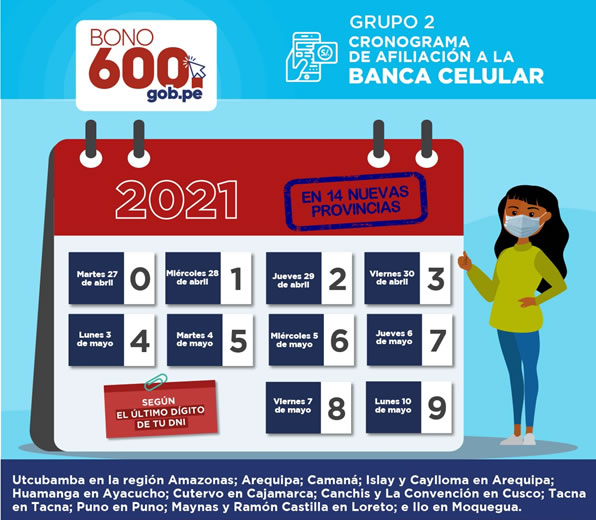 BONO
600
gob.pe
GRUPO 2
CRONOGRAMA
DE AFILIACIÓN A LA
BANCA CELULAR
S/
2021
EN 14 NUEVAS
PROVINCIAS
Martes 27
de abril
0
Miércoles 28
de abril
1
Jueves 29
de abril
2
Viernes 30
de abril
3
Lunes 3
de mayo
4
Martes 4
de mayo
5
Miércoles 5
de mayo
6
Jueves 6
de mayo
7
SEGÚN
EL ÚLTIMO DÍGITO
DE TU DNI
Viernes 7
de mayo
8
Lunes 10
de mayo
9
Utcubamba en la región Amazonas; Arequipa; Camaná; Islay y Caylloma en Arequipa;
Huamanga en Ayacucho; Cutervo en Cajamarca; Canchis y La Convención en Cusco; Tacna
en Tacna; Puno en Puno; Maynas y Ramón Castilla en Loreto; e Ilo en Moquegua.